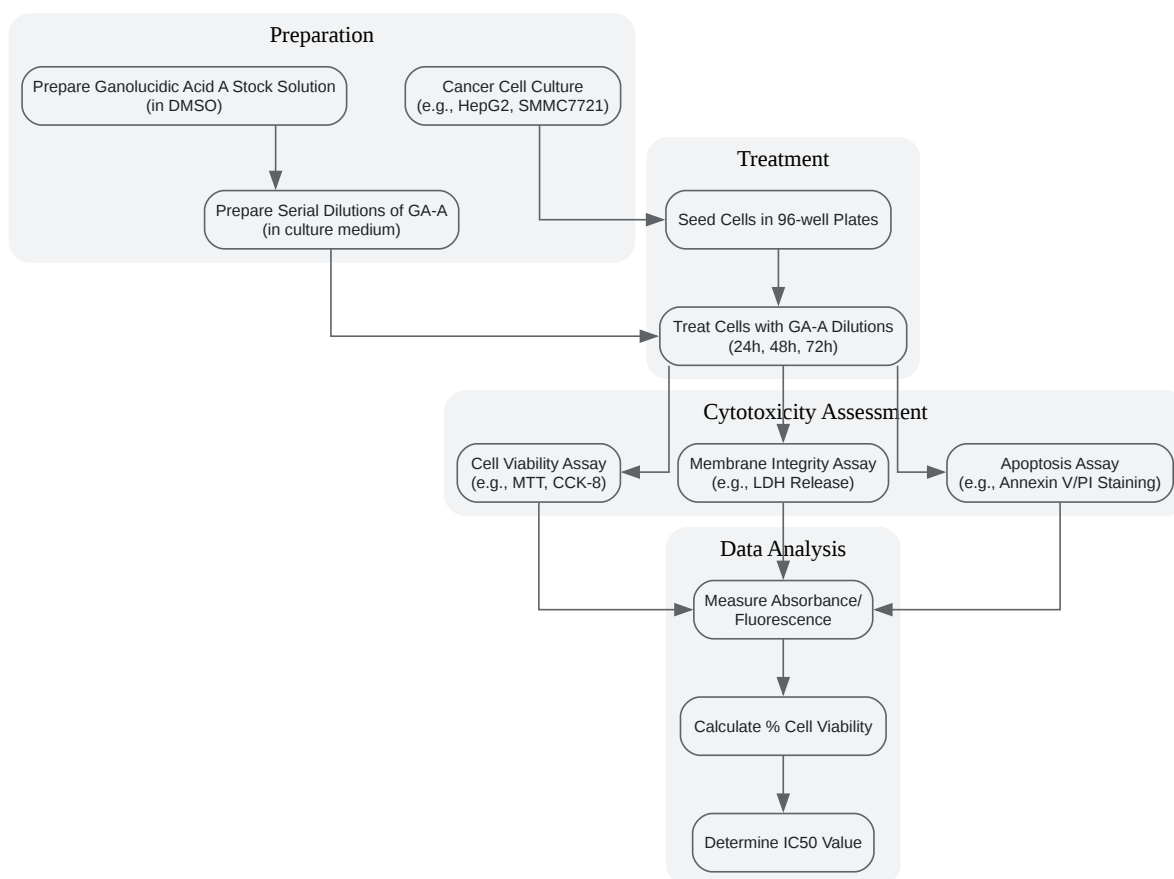 Preparation
Prepare Ganolucidic Acid A Stock Solution
(in DMSO)
Cancer Cell Culture
(e.g., HepG2, SMMC7721)
Prepare Serial Dilutions of GA-A
(in culture medium)
Treatment
Seed Cells in 96-well Plates
Treat Cells with GA-A Dilutions
(24h, 48h, 72h)
Cytotoxicity Assessment
Cell Viability Assay
(e.g., MTT, CCK-8)
Membrane Integrity Assay
(e.g., LDH Release)
Apoptosis Assay
(e.g., Annexin V/PI Staining)
Data Analysis
Measure Absorbance/
Fluorescence
Calculate % Cell Viability
Determine IC50 Value